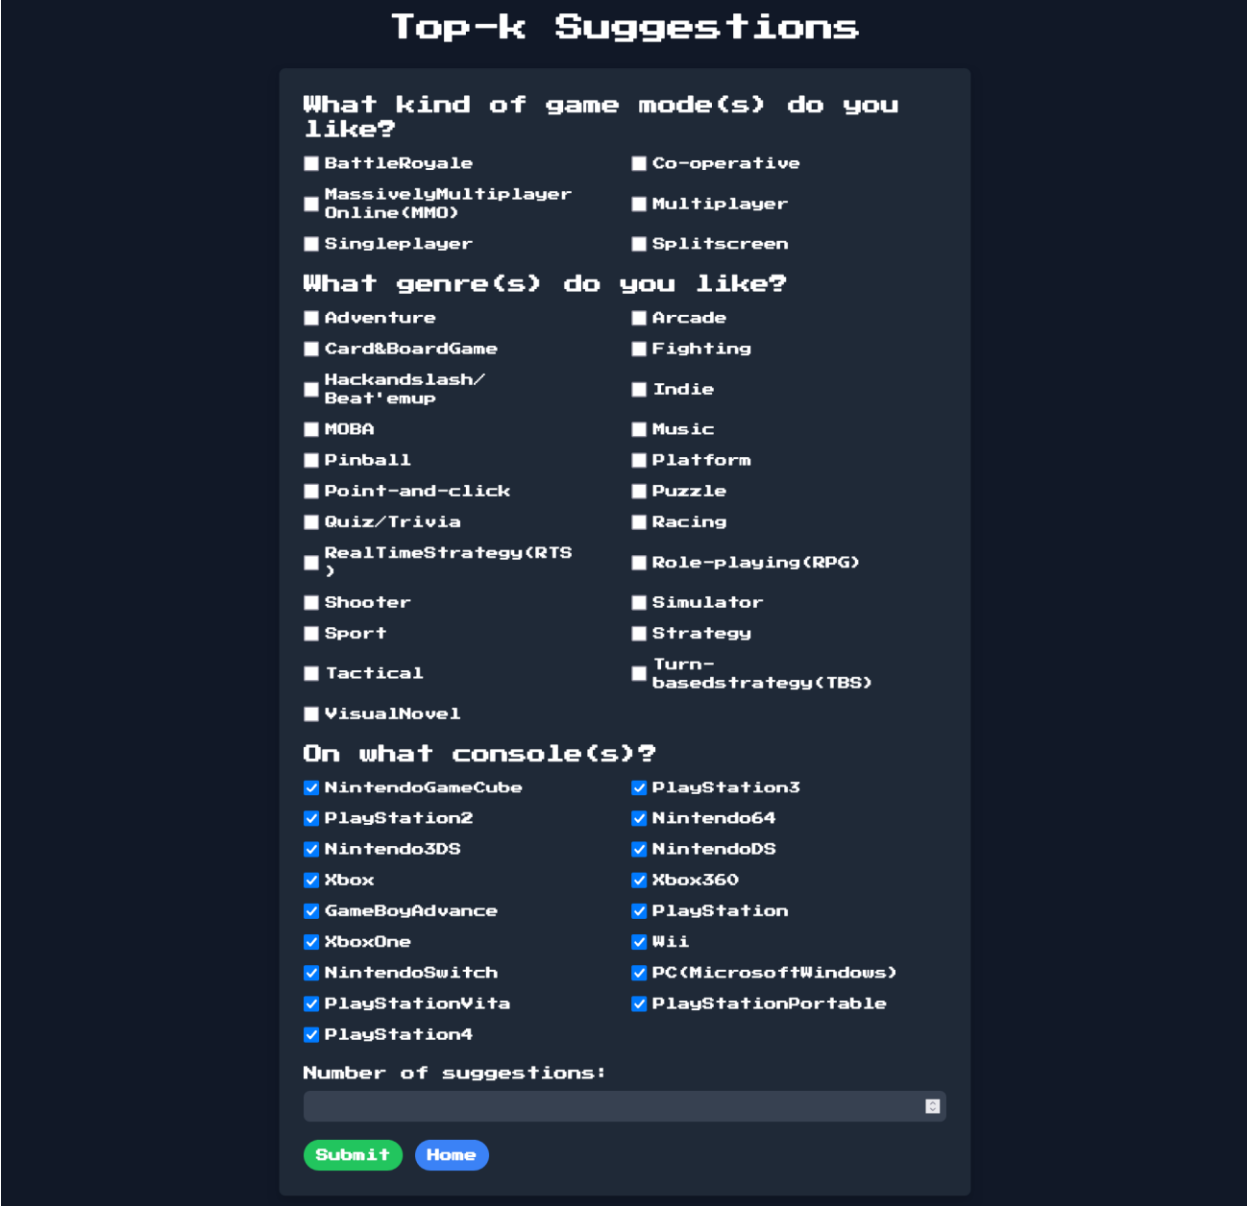 Top-k Suggestions
What kind of game mode(s) do you
like?
BattleRoyale
Co-operative
MassivelyMultiplayer
Online(MMO)
Multiplayer
Singleplayer
Splitscreen
What genre(s) do you like?
Adventure
Arcade
Card&BoardGame
Fighting
Hackandslash/
Beat'emup
Indie
MOBA
Music
Pinball
Platform
Point-and-click
Puzzle
Quiz/Trivia
Racing
RealTimeStrategy(RTS
)
Role-playing(RPG)
Shooter
Simulator
Sport
Strategy
Tactical
Turn-
basedstrategy(TBS)
VisualNovel
On what console(s)?
NintendoGameCube
PlayStation3
PlayStation2
Nintendo64
Nintendo3DS
NintendoDS
Xbox
Xbox360
GameBoyAdvance
PlayStation
XboxOne
Wii
NintendoSwitch
PC(MicrosoftWindows)
PlayStationVita
PlayStationPortable
PlayStation4
Number of suggestions:
Submit
Home